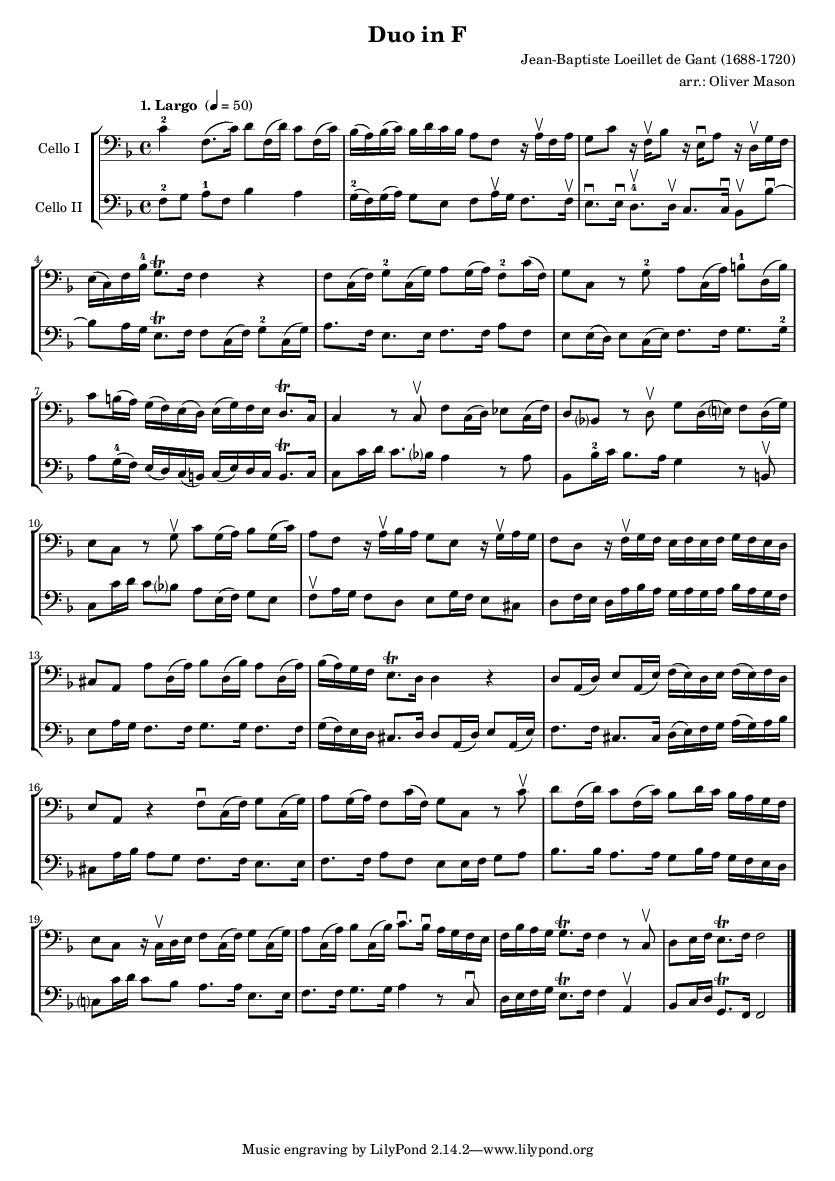 Duo in F
Jean-Baptiste Loeillet de Gant (1688-1720)
arr.: Oliver Mason
1. Largo (♩ = 50)
Cello I
Cello II
4
7
10
13
16
19
Music engraving by LilyPond 2.14.2—www.lilypond.org